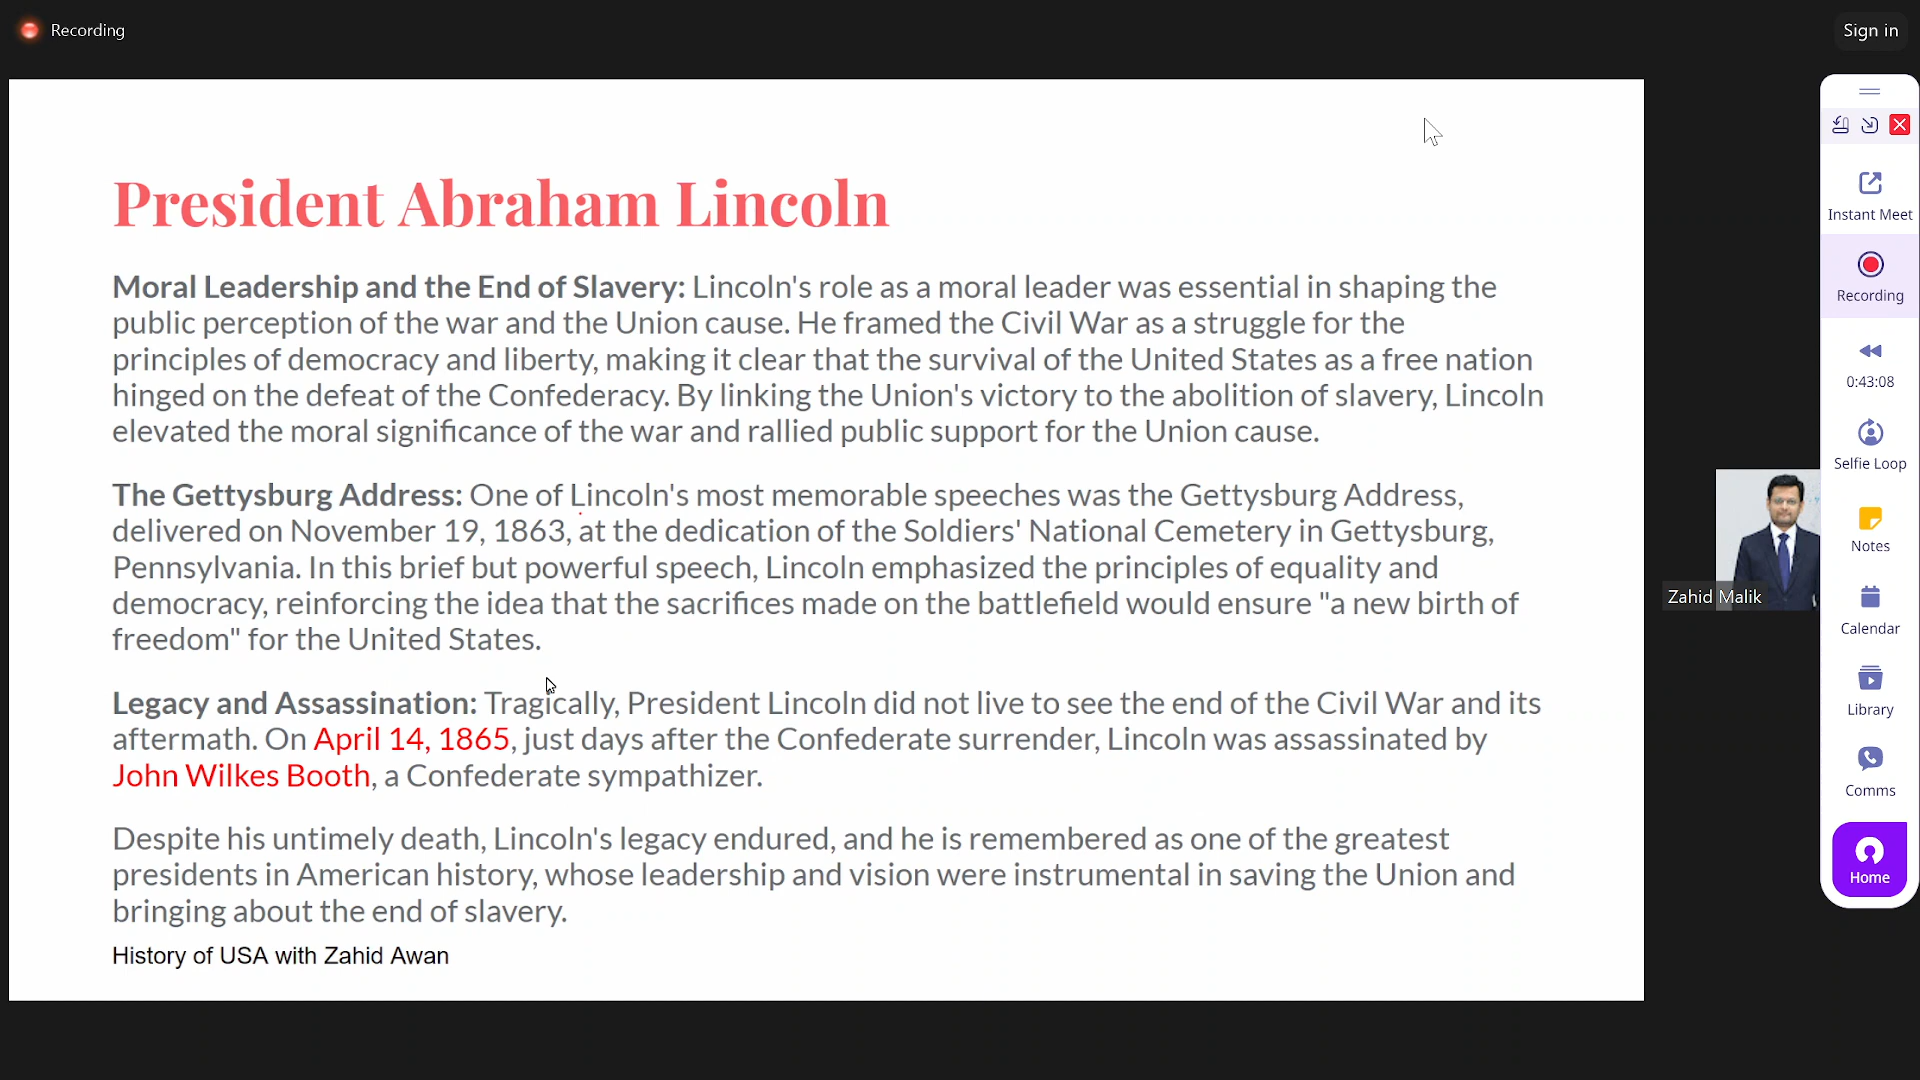 Recording
Sign in
President Abraham Lincoln
Moral Leadership and the End of Slavery: Lincoln's role as a moral leader was essential in shaping the
public perception of the war and the Union cause. He framed the Civil War as a struggle for the
principles of democracy and liberty, making it clear that the survival of the United States as a free nation
hinged on the defeat of the Confederacy. By linking the Union's victory to the abolition of slavery, Lincoln
elevated the moral significance of the war and rallied public support for the Union cause.
The Gettysburg Address: One of Lincoln's most memorable speeches was the Gettysburg Address,
delivered on November 19, 1863, at the dedication of the Soldiers' National Cemetery in Gettysburg,
Pennsylvania. In this brief but powerful speech, Lincoln emphasized the principles of equality and
democracy, reinforcing the idea that the sacrifices made on the battlefield would ensure "a new birth of
freedom" for the United States.
Legacy and Assassination: Tragically, President Lincoln did not live to see the end of the Civil War and its
aftermath. On April 14, 1865, just days after the Confederate surrender, Lincoln was assassinated by
John Wilkes Booth, a Confederate sympathizer.
Despite his untimely death, Lincoln's legacy endured, and he is remembered as one of the greatest
presidents in American history, whose leadership and vision were instrumental in saving the Union and
bringing about the end of slavery.
History of USA with Zahid Awan
Zahid Malik
Instant Meet
Recording
0:43:08
Selfie Loop
Notes
Calendar
Library
Comms
Home